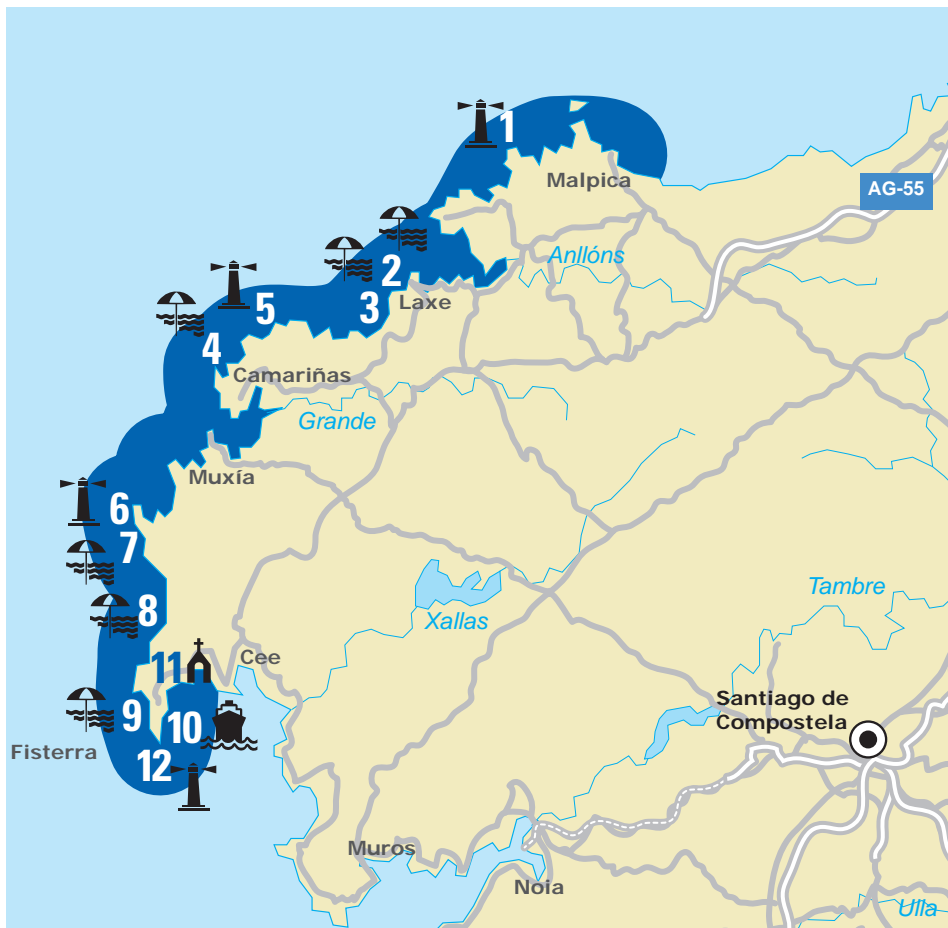 1
Malpica
AG-55
2
Anllóns
Laxe
3
5
4
Camariñas
Grande
Muxía
6
7
8
Xallas
Tambre
11
Cee
9
10
Santiago de
Compostela
Fisterra
12
Muros
Noia
Ulla